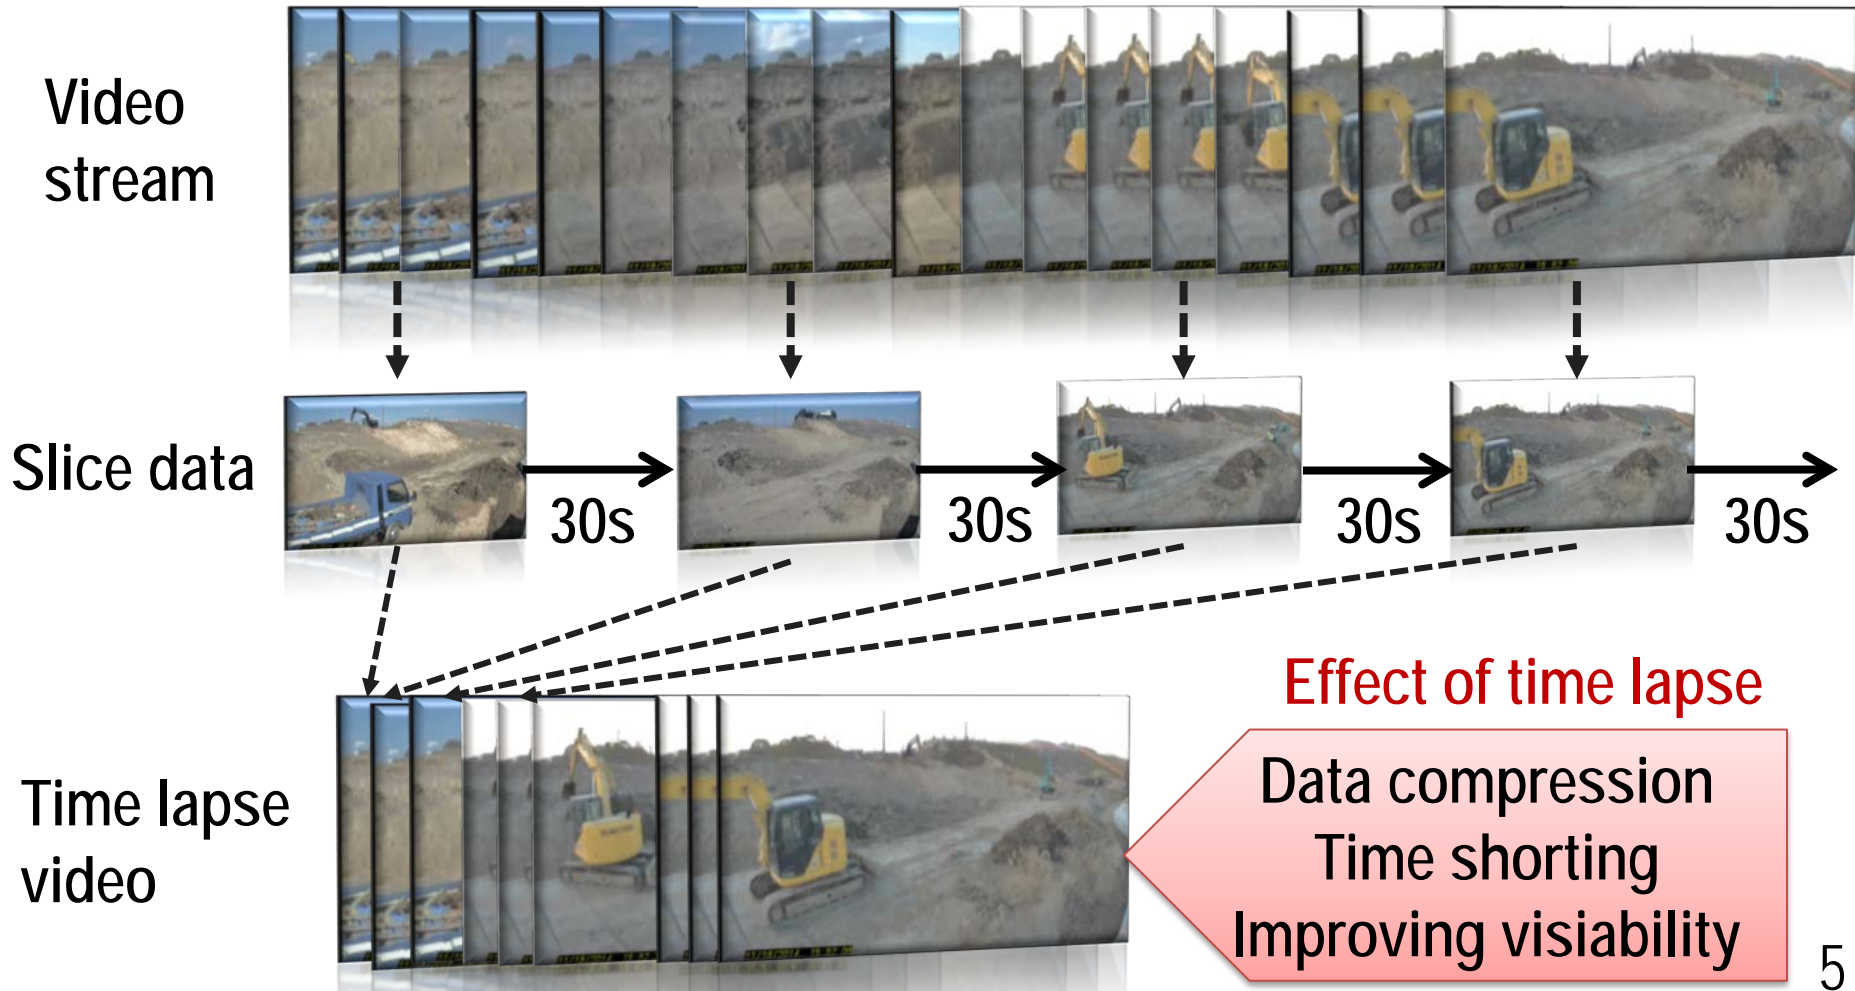 Video
stream
Slice data
30s
30s
30s
30s
Effect of time lapse
Time lapse
video
Data compression
Time shorting
Improving visiability
5